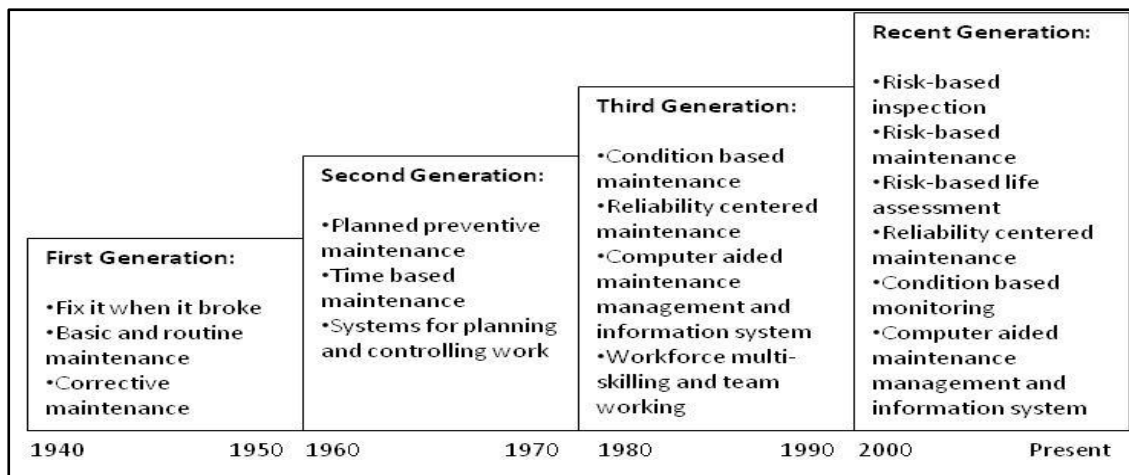 First Generation:
•Fix it when it broke
•Basic and routine
maintenance
•Corrective
maintenance
Second Generation:
•Planned preventive
maintenance
•Time based
maintenance
•Systems for planning
and controlling work
Third Generation:
•Condition based
maintenance
•Reliability centered
maintenance
•Computer aided
maintenance
management and
information system
•Workforce multi-
skilling and team
working
Recent Generation:
•Risk-based
inspection
•Risk-based
maintenance
•Risk-based life
assessment
•Reliability centered
maintenance
•Condition based
monitoring
•Computer aided
maintenance
management and
information system
1940 1950 1960 1970 1980 1990 2000 Present